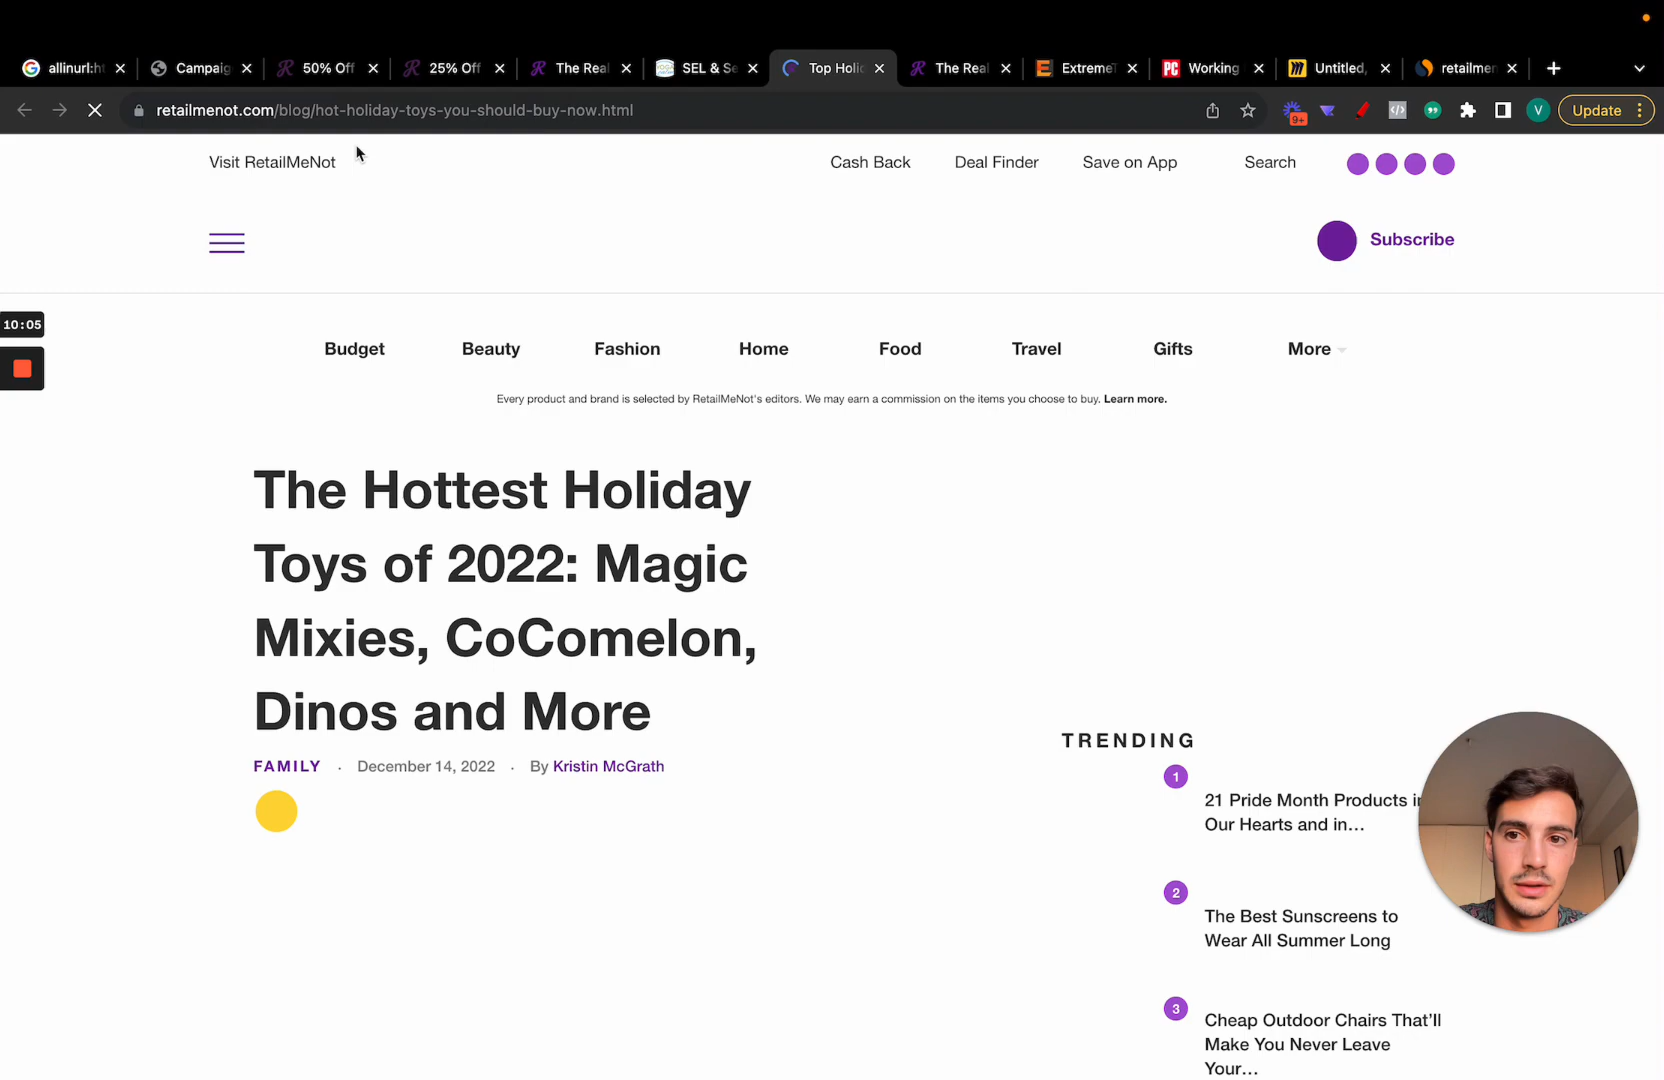 allinurl:ht
Campaig
50% Off
25% Off
The Real
SEL & Se
Top Holid
The Real
ExtremeT
Working
Untitled,
retailmen
retailmenot.com/blog/hot-holiday-toys-you-should-buy-now.html
9+
V
Update
Visit RetailMeNot
Cash Back
Deal Finder
Save on App
Search
Subscribe
10:05
Budget
Beauty
Fashion
Home
Food
Travel
Gifts
More
Every product and brand is selected by RetailMeNot's editors. We may earn a commission on the items you choose to buy. Learn more.
The Hottest Holiday
Toys of 2022: Magic
Mixies, CoComelon,
Dinos and More
FAMILY . December 14, 2022 . By Kristin McGrath
TRENDING
1
21 Pride Month Products in
Our Hearts and in…
2
The Best Sunscreens to
Wear All Summer Long
3
Cheap Outdoor Chairs That’ll
Make You Never Leave
Your…